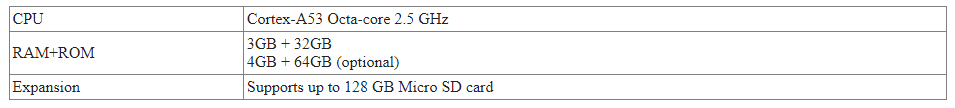 CPU
Cortex-A53 Octa-core 2.5 GHz
RAM+ROM
3GB + 32GB
4GB + 64GB (optional)
Expansion
Supports up to 128 GB Micro SD card